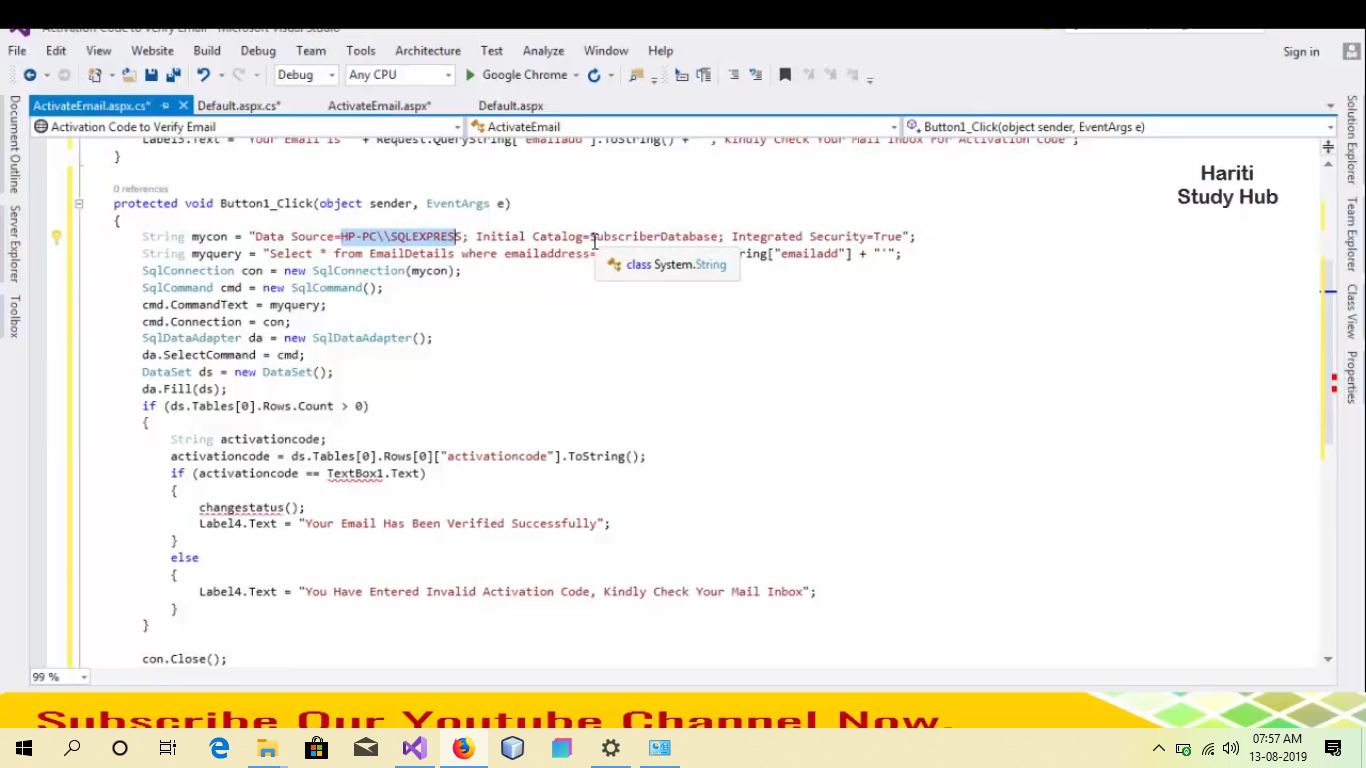 Activation Code to Verify Email - Microsoft Visual Studio
File Edit View Website Build Debug Team Tools Architecture Test Analyze Window Help Sign in
Debug Any CPU Google Chrome
ActivateEmail.aspx.cs* Default.aspx.cs* ActivateEmail.aspx* Default.aspx
Activation Code to Verify Email ActivateEmail Button1_Click(object sender, EventArgs e)
Document Outline
Server Explorer
Toolbox
Solution Explorer
Team Explorer
Class View
Properties
Hariti
Study Hub
Label3.Text = "Your Email is " + Request.QueryString["emailadd"].ToString() + ", Kindly Check Your Mail Inbox For Activation Code";
}
0 references
protected void Button1_Click(object sender, EventArgs e)
{
String mycon = "Data Source=HP-PC\\SQLEXPRESS; Initial Catalog=SubscriberDatabase; Integrated Security=True";
String myquery = "Select * from EmailDetails where emailaddress= ring["emailadd"] + "'";
class System.String
SqlConnection con = new SqlConnection(mycon);
SqlCommand cmd = new SqlCommand();
cmd.CommandText = myquery;
cmd.Connection = con;
SqlDataAdapter da = new SqlDataAdapter();
da.SelectCommand = cmd;
DataSet ds = new DataSet();
da.Fill(ds);
if (ds.Tables[0].Rows.Count > 0)
{
String activationcode;
activationcode = ds.Tables[0].Rows[0]["activationcode"].ToString();
if (activationcode == TextBox1.Text)
{
changestatus();
Label4.Text = "Your Email Has Been Verified Successfully";
}
else
{
Label4.Text = "You Have Entered Invalid Activation Code, Kindly Check Your Mail Inbox";
}
}
con.Close();
99 %
Subscribe Our Youtube Channel Now.
07:57 AM
13-08-2019